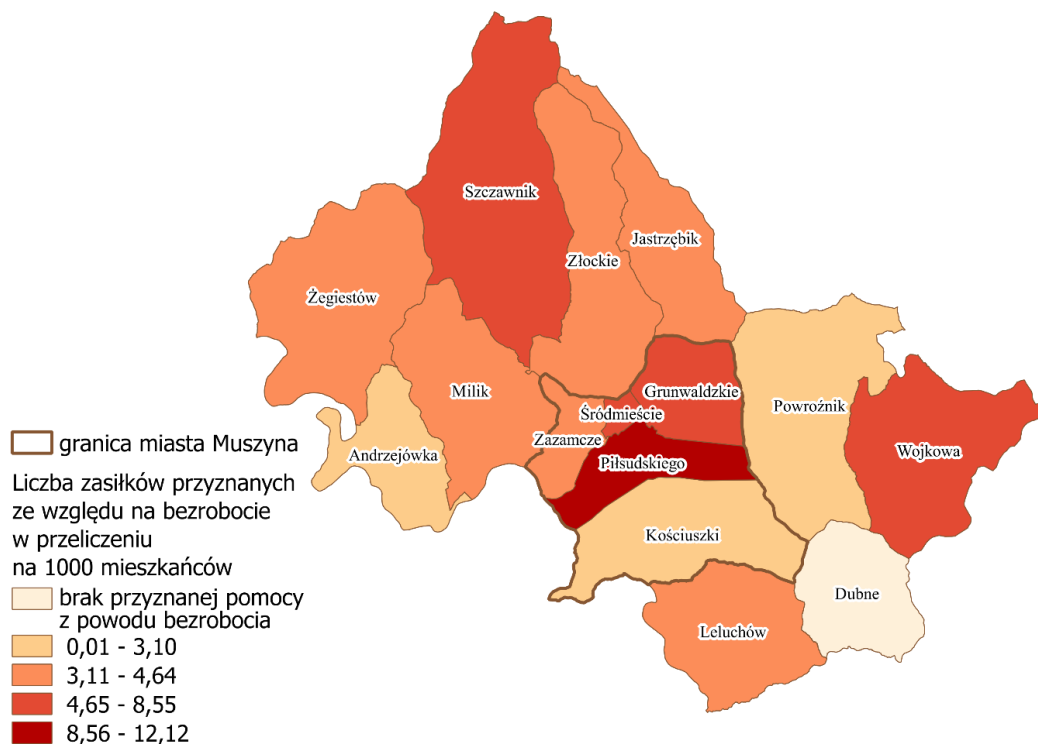 Szczawnik
Jastrzębik
Złockie
Żegiestów
Milik
Grunwaldzkie
Powroźnik
Śródmieście
Zazamcze
Wojkowa
Andrzejówka
Piłsudskiego
Kościuszki
Dubne
Leluchów
granica miasta Muszyna
Liczba zasiłków przyznanych
ze względu na bezrobocie
w przeliczeniu
na 1000 mieszkańców
brak przyznanej pomocy
z powodu bezrobocia
0,01 - 3,10
3,11 - 4,64
4,65 - 8,55
8,56 - 12,12